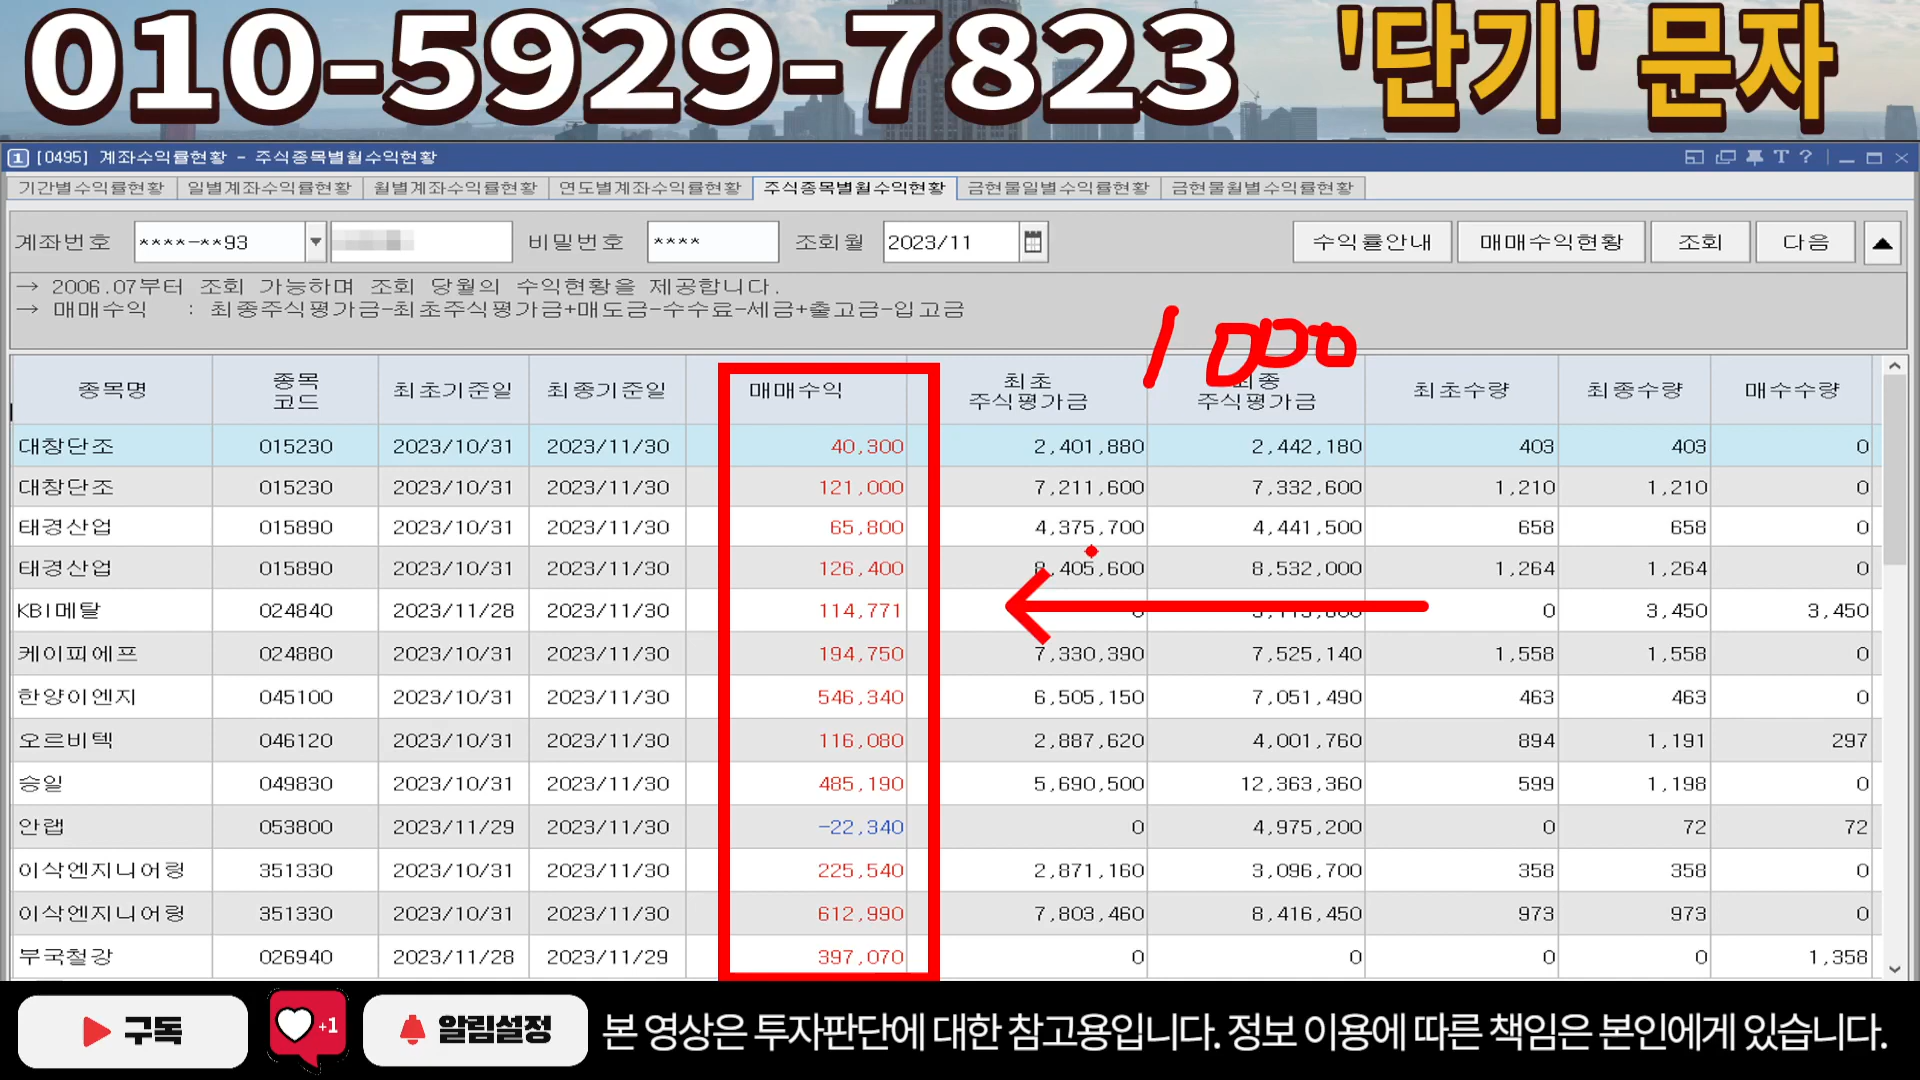 010-5929-7823 '단기' 문자
1 [0495] 계좌수익률현황 - 주식종목별월수익현황 T ?
기간별수익률현황 일별계좌수익률현황 월별계좌수익률현황 연도별계좌수익률현황 주식종목별월수익현황 금현물일별수익률현황 금현물월별수익률현황
계좌번호 ****-**93 비밀번호 **** 조회월 2023/11 수익률안내 매매수익현황 조회 다음
→ 2006.07부터 조회 가능하며 조회 당월의 수익현황을 제공합니다.
→ 매매수익 : 최종주식평가금-최초주식평가금+매도금-수수료-세금+출고금-입고금
1000
종목명 종목코드 최초기준일 최종기준일 매매수익 최초 주식평가금 최종 주식평가금 최초수량 최종수량 매수수량
대창단조 015230 2023/10/31 2023/11/30 40,300 2,401,880 2,442,180 403 403 0
대창단조 015230 2023/10/31 2023/11/30 121,000 7,211,600 7,332,600 1,210 1,210 0
태경산업 015890 2023/10/31 2023/11/30 65,800 4,375,700 4,441,500 658 658 0
태경산업 015890 2023/10/31 2023/11/30 126,400 8,405,600 8,532,000 1,264 1,264 0
KBI메탈 024840 2023/11/28 2023/11/30 114,771 0 0 3,450 3,450
케이피에프 024880 2023/10/31 2023/11/30 194,750 7,330,390 7,525,140 1,558 1,558 0
한양이엔지 045100 2023/10/31 2023/11/30 546,340 6,505,150 7,051,490 463 463 0
오르비텍 046120 2023/10/31 2023/11/30 116,080 2,887,620 4,001,760 894 1,191 297
승일 049830 2023/10/31 2023/11/30 485,190 5,690,500 12,363,360 599 1,198 0
안랩 053800 2023/11/29 2023/11/30 -22,340 0 4,975,200 0 72 72
이삭엔지니어링 351330 2023/10/31 2023/11/30 225,540 2,871,160 3,096,700 358 358 0
이삭엔지니어링 351330 2023/10/31 2023/11/30 612,990 7,803,460 8,416,450 973 973 0
부국철강 026940 2023/11/28 2023/11/29 397,070 0 0 0 0 1,358
구독 +1 알림설정 본 영상은 투자판단에 대한 참고용입니다. 정보 이용에 따른 책임은 본인에게 있습니다.